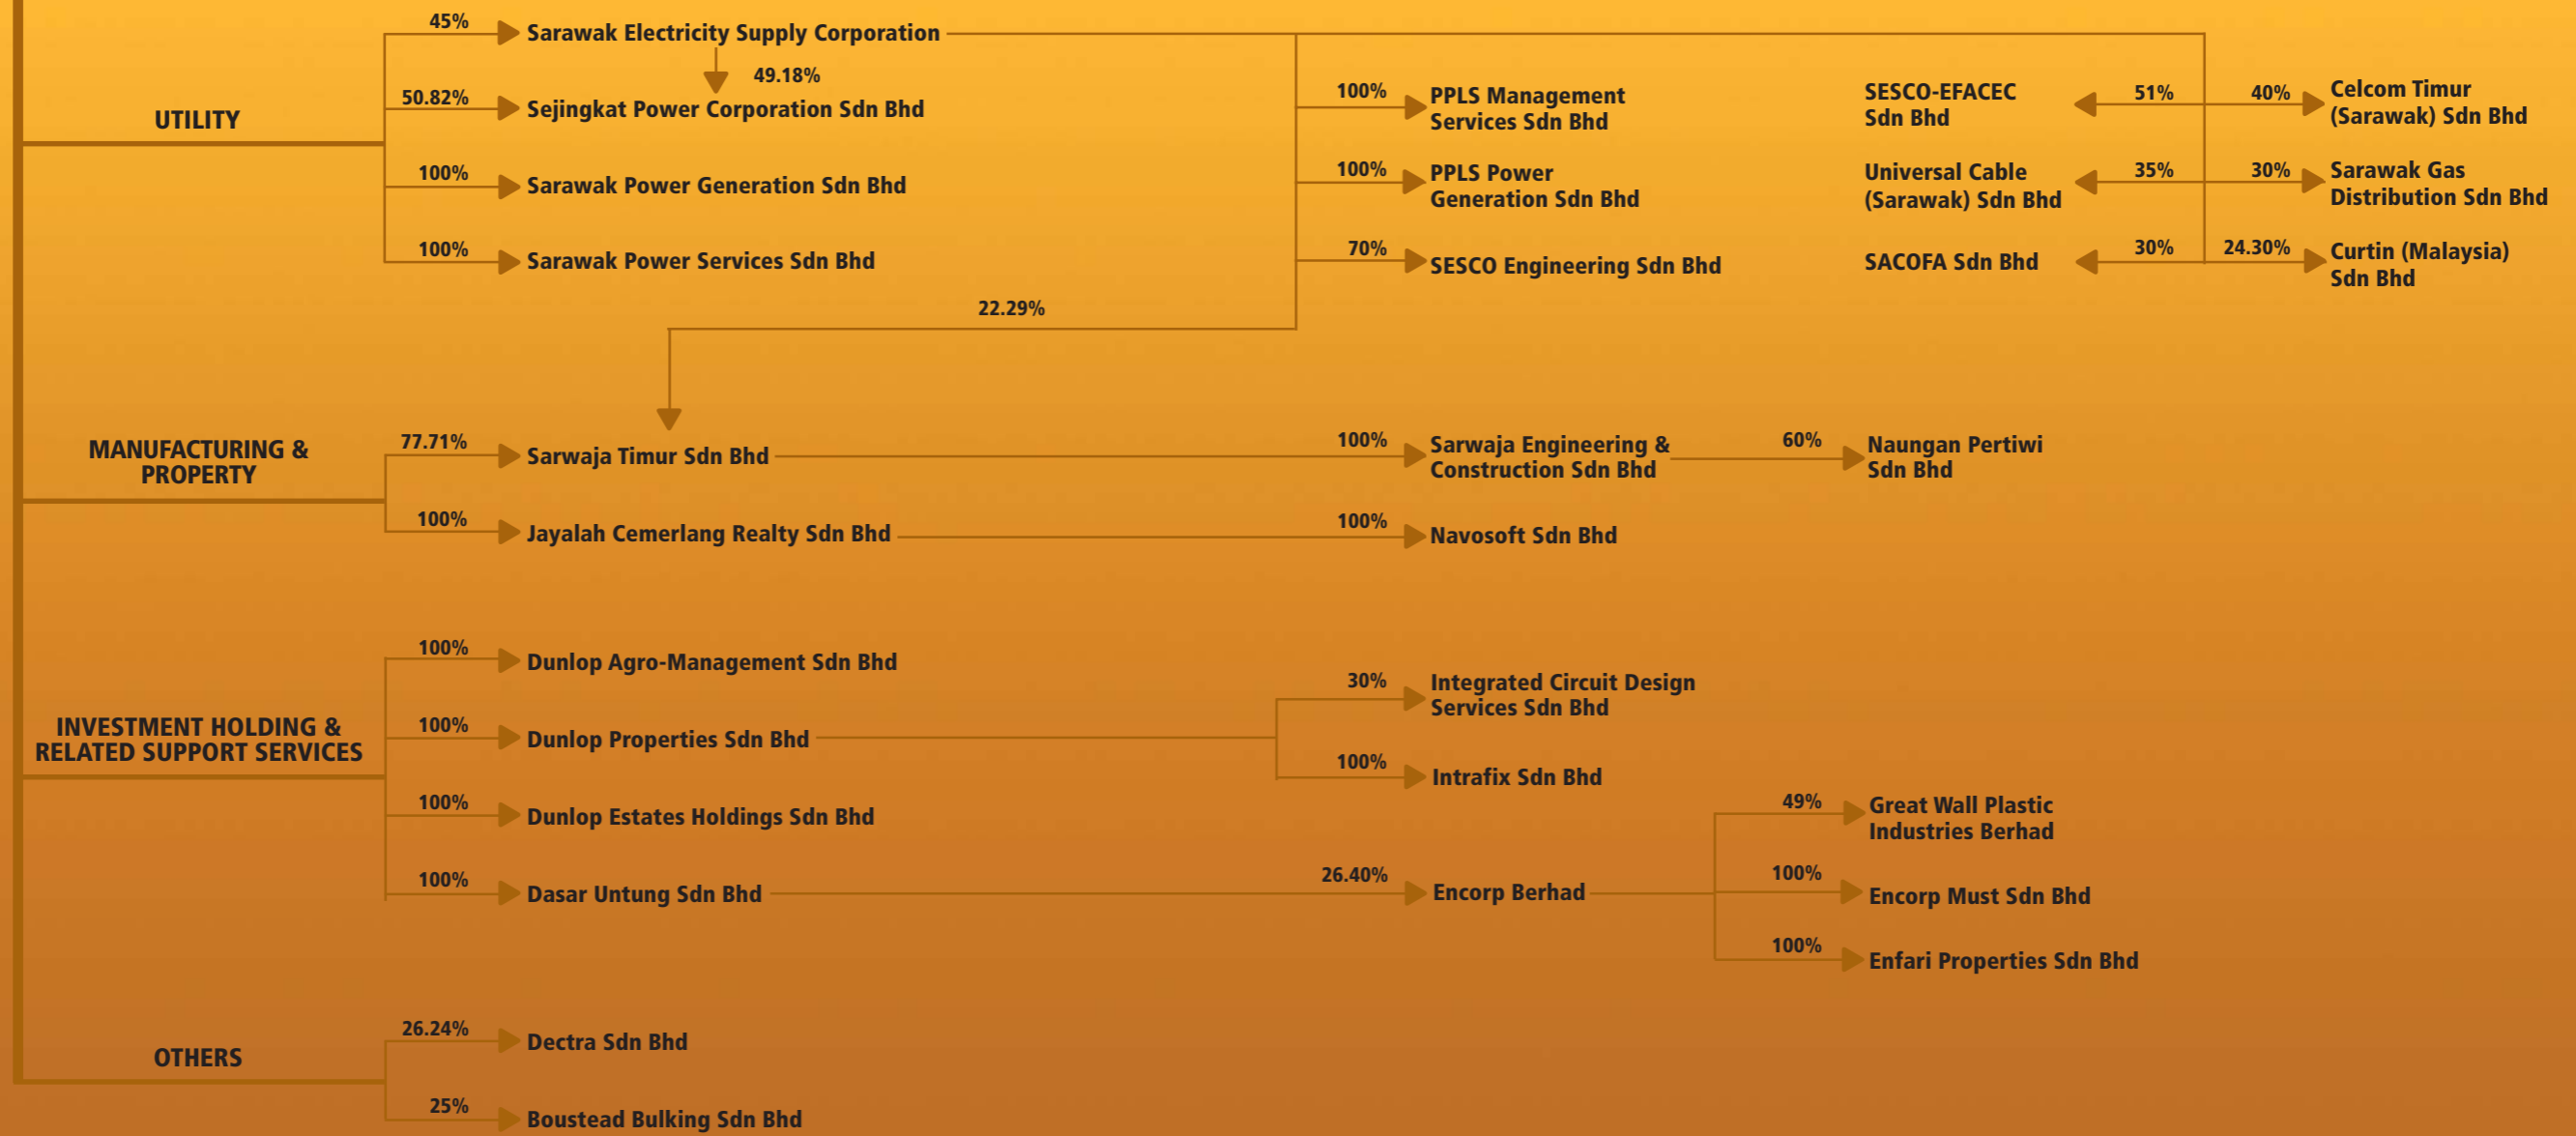 UTILITY
45%
Sarawak Electricity Supply Corporation
49.18%
50.82%
Sejingkat Power Corporation Sdn Bhd
100%
Sarawak Power Generation Sdn Bhd
100%
Sarawak Power Services Sdn Bhd
100%
PPLS Management
Services Sdn Bhd
100%
PPLS Power
Generation Sdn Bhd
70%
SESCO Engineering Sdn Bhd
SESCO-EFACEC
Sdn Bhd
51%
Universal Cable
(Sarawak) Sdn Bhd
35%
SACOFA Sdn Bhd
30%
40%
Celcom Timur
(Sarawak) Sdn Bhd
30%
Sarawak Gas
Distribution Sdn Bhd
24.30%
Curtin (Malaysia)
Sdn Bhd
22.29%
MANUFACTURING &
PROPERTY
77.71%
Sarwaja Timur Sdn Bhd
100%
Sarwaja Engineering &
Construction Sdn Bhd
60%
Naungan Pertiwi
Sdn Bhd
100%
Jayalah Cemerlang Realty Sdn Bhd
100%
Navosoft Sdn Bhd
INVESTMENT HOLDING &
RELATED SUPPORT SERVICES
100%
Dunlop Agro-Management Sdn Bhd
100%
Dunlop Properties Sdn Bhd
30%
Integrated Circuit Design
Services Sdn Bhd
100%
Intrafix Sdn Bhd
100%
Dunlop Estates Holdings Sdn Bhd
100%
Dasar Untung Sdn Bhd
26.40%
Encorp Berhad
49%
Great Wall Plastic
Industries Berhad
100%
Encorp Must Sdn Bhd
100%
Enfari Properties Sdn Bhd
OTHERS
26.24%
Dectra Sdn Bhd
25%
Boustead Bulking Sdn Bhd